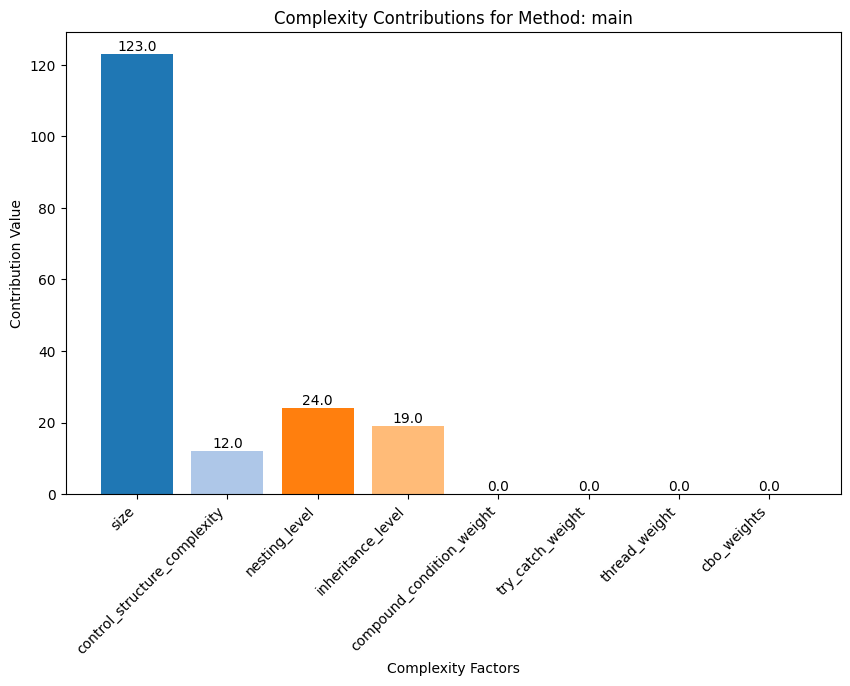 Complexity Contributions for Method: main
Contribution Value
120
100
80
60
40
20
0
123.0
12.0
24.0
19.0
0.0
0.0
0.0
0.0
size
control_structure_complexity
nesting_level
inheritance_level
compound_condition_weight
try_catch_weight
thread_weight
cbo_weights
Complexity Factors